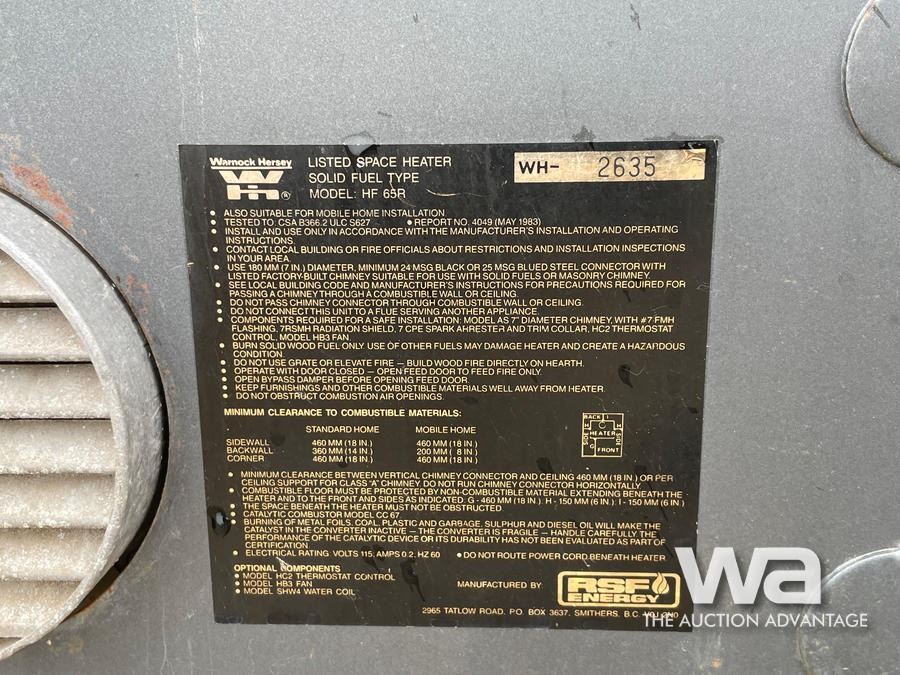 Warnock Hersey
WH®
LISTED SPACE HEATER
SOLID FUEL TYPE
MODEL: HF 65R
WH- 2635
• ALSO SUITABLE FOR MOBILE HOME INSTALLATION
• TESTED TO: CSA B366.2 ULC S627 • REPORT NO. 4049 (MAY 1983)
• INSTALL AND USE ONLY IN ACCORDANCE WITH THE MANUFACTURER'S INSTALLATION AND OPERATING
INSTRUCTIONS.
• CONTACT LOCAL BUILDING OR FIRE OFFICIALS ABOUT RESTRICTIONS AND INSTALLATION INSPECTIONS
IN YOUR AREA.
• USE 180 MM (7 IN.) DIAMETER, MINIMUM 24 MSG BLACK OR 25 MSG BLUED STEEL CONNECTOR WITH
LISTED FACTORY-BUILT CHIMNEY SUITABLE FOR USE WITH SOLID FUELS OR MASONRY CHIMNEY.
• SEE LOCAL BUILDING CODE AND MANUFACTURER'S INSTRUCTIONS FOR PRECAUTIONS REQUIRED FOR
PASSING A CHIMNEY THROUGH A COMBUSTIBLE WALL OR CEILING.
• DO NOT PASS CHIMNEY CONNECTOR THROUGH COMBUSTIBLE WALL OR CEILING.
• DO NOT CONNECT THIS UNIT TO A FLUE SERVING ANOTHER APPLIANCE.
• COMPONENTS REQUIRED FOR A SAFE INSTALLATION: MODEL AS 7" DIAMETER CHIMNEY, WITH #7 FMH
FLASHING, 7RSMH RADIATION SHIELD, 7 CPE SPARK ARRESTER AND TRIM COLLAR, HC2 THERMOSTAT
CONTROL, MODEL HB3 FAN.
• BURN SOLID WOOD FUEL ONLY. USE OF OTHER FUELS MAY DAMAGE HEATER AND CREATE A HAZARDOUS
CONDITION.
• DO NOT USE GRATE OR ELEVATE FIRE — BUILD WOOD FIRE DIRECTLY ON HEARTH.
• OPERATE WITH DOOR CLOSED — OPEN FEED DOOR TO FEED FIRE ONLY.
• OPEN BYPASS DAMPER BEFORE OPENING FEED DOOR.
• KEEP FURNISHINGS AND OTHER COMBUSTIBLE MATERIALS WELL AWAY FROM HEATER.
• DO NOT OBSTRUCT COMBUSTION AIR OPENINGS.
MINIMUM CLEARANCE TO COMBUSTIBLE MATERIALS:
STANDARD HOME MOBILE HOME
SIDEWALL 460 MM (18 IN.) 460 MM (18 IN.)
BACKWALL 360 MM (14 IN.) 200 MM ( 8 IN.)
CORNER 460 MM (18 IN.) 460 MM (18 IN.)
BACK I
H HEATER H
SIDE SIDE
G FRONT
• MINIMUM CLEARANCE BETWEEN VERTICAL CHIMNEY CONNECTOR AND CEILING 460 MM (18 IN.) OR PER
CEILING SUPPORT FOR CLASS "A" CHIMNEY. DO NOT RUN CHIMNEY CONNECTOR HORIZONTALLY.
• COMBUSTIBLE FLOOR MUST BE PROTECTED BY NON-COMBUSTIBLE MATERIAL EXTENDING BENEATH THE
HEATER AND TO THE FRONT AND SIDES AS INDICATED: G - 460 MM (18 IN.) H - 150 MM (6 IN.) I - 150 MM (6 IN.)
• THE SPACE BENEATH THE HEATER MUST NOT BE OBSTRUCTED.
• CATALYTIC COMBUSTOR MODEL CC 67.
• BURNING OF METAL FOILS, COAL, PLASTIC AND GARBAGE, SULPHUR AND DIESEL OIL WILL MAKE THE
CATALYST IN THE CONVERTER INACTIVE — THE CONVERTER IS FRAGILE — HANDLE CAREFULLY. THE
PERFORMANCE OF THE CATALYTIC DEVICE OR ITS DURABILITY HAS NOT BEEN EVALUATED AS PART OF
CERTIFICATION.
• ELECTRICAL RATING: VOLTS 115, AMPS 0.2, HZ 60 • DO NOT ROUTE POWER CORD BENEATH HEATER.
OPTIONAL COMPONENTS
• MODEL HC2 THERMOSTAT CONTROL
• MODEL HB3 FAN
• MODEL SHW4 WATER COIL
MANUFACTURED BY:
RSF
ENERGY
2965 TATLOW ROAD, P.O. BOX 3637, SMITHERS, B.C.
wa
THE AUCTION ADVANTAGE